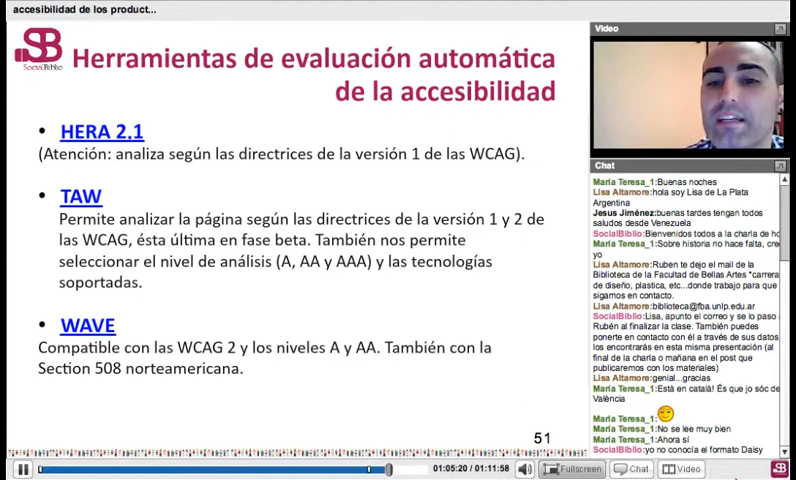 accesibilidad de los product...
SB
SocialBiblio
Herramientas de evaluación automática
de la accesibilidad
• HERA 2.1
(Atención: analiza según las directrices de la versión 1 de las WCAG).
• TAW
Permite analizar la página según las directrices de la versión 1 y 2 de
las WCAG, ésta última en fase beta. También nos permite
seleccionar el nivel de análisis (A, AA y AAA) y las tecnologías
soportadas.
• WAVE
Compatible con las WCAG 2 y los niveles A y AA. También con la
Section 508 norteamericana.
51
Video
Chat
María Teresa_1:Buenas noches
Lisa Altamore:hola soy Lisa de La Plata
Argentina
Jesus Jiménez:buenas tardes tengan todos
saludos desde Venezuela
SocialBiblio:Bienvenidos todos a la charla de ho
María Teresa_1:Sobre historia no hace falta, cre
yo
Lisa Altamore:Ruben te dejo el mail de la
Biblioteca de la Facultad de Bellas Artes "carrera
de diseño, plastica, etc...donde trabajo para que
sigamos en contacto.
Lisa Altamore:biblioteca@fba.unlp.edu.ar
SocialBiblio:Lisa, apunto el correo y se lo paso
Rubén al finalizar la clase. También puedes
ponerte en contacto con él a través de sus datos
los encontrarás en esta misma presentación (al
final de la charla o mañana en el post que
publicaremos con los materiales)
Lisa Altamore:genial...gracias
María Teresa_1:Està en català! És que jo sóc de
València
María Teresa_1:
María Teresa_1:No se lee muy bien
María Teresa_1:Ahora sí
SocialBiblio:yo no conocía el formato Daisy
01:05:20 / 01:11:58
Fullscreen
Chat
Video
SB